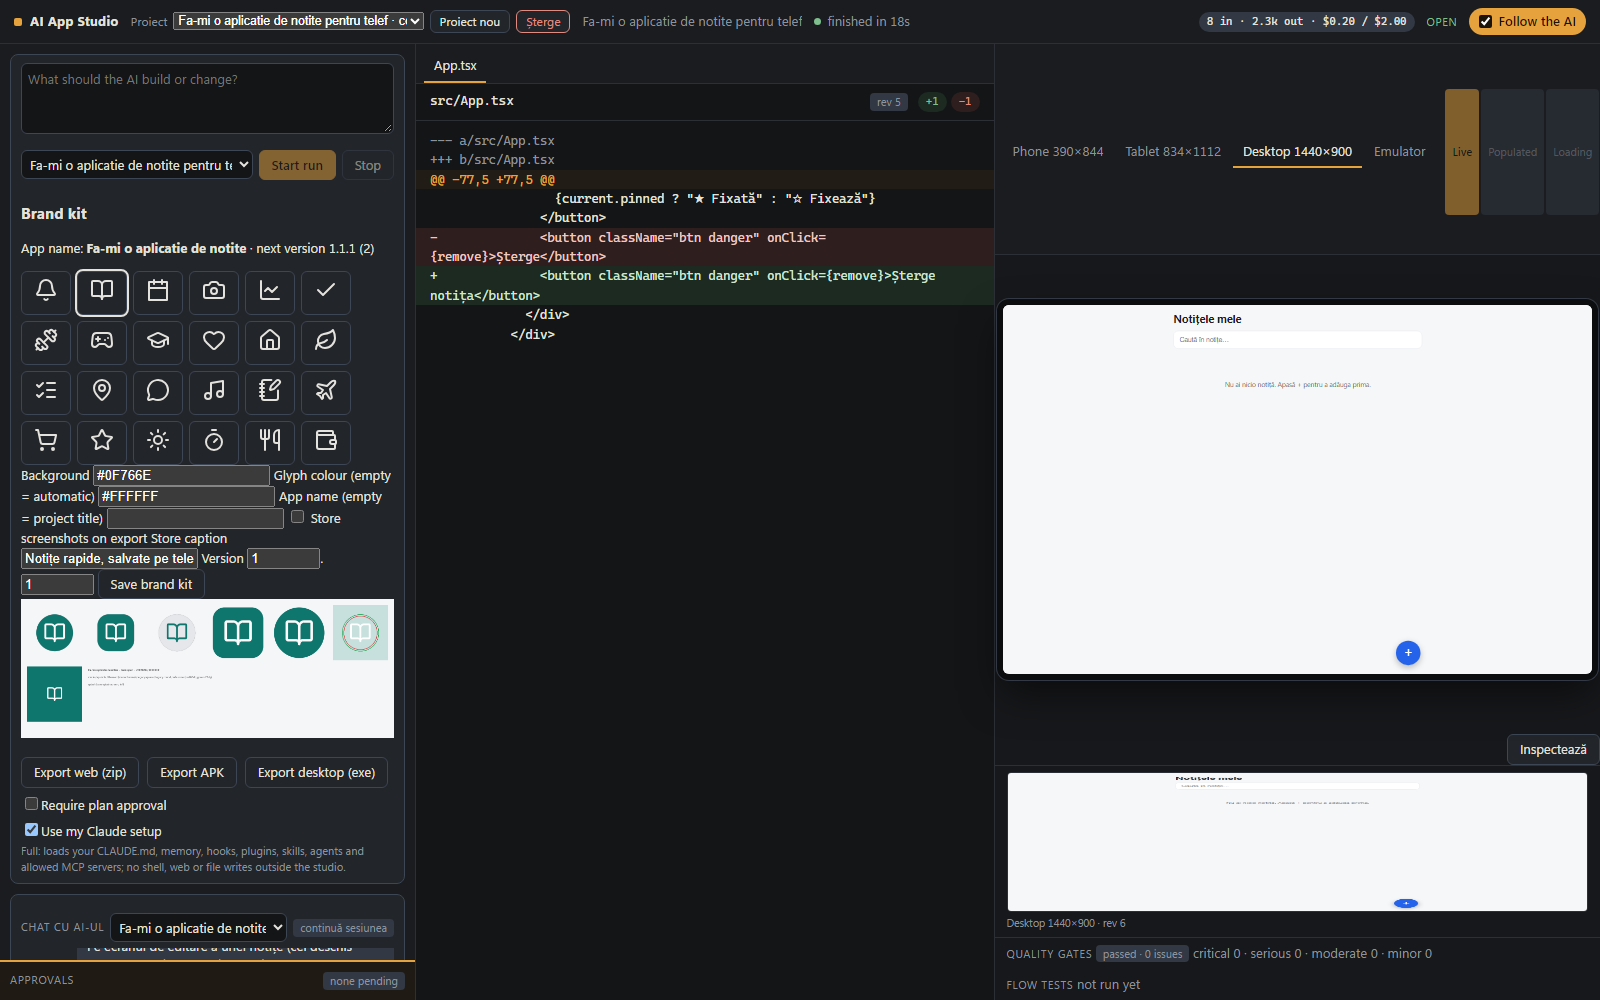 AI App Studio Proiect Fa-mi o aplicatie de notite pentru telef · c Proiect nou Șterge Fa-mi o aplicatie de notite pentru telef finished in 18s 8 in · 2.3k out · $0.20 / $2.00 OPEN Follow the AI
What should the AI build or change?
Fa-mi o aplicatie de notite pentru te Start run Stop
Brand kit
App name: Fa-mi o aplicatie de notite · next version 1.1.1 (2)
Background #0F766E Glyph colour (empty
= automatic) #FFFFFF App name (empty
= project title) Store
screenshots on export Store caption
Notițe rapide, salvate pe tele Version 1 .
1 Save brand kit
Export web (zip) Export APK Export desktop (exe)
Require plan approval
Use my Claude setup
Full: loads your CLAUDE.md, memory, hooks, plugins, skills, agents and
allowed MCP servers; no shell, web or file writes outside the studio.
CHAT CU AI-UL Fa-mi o aplicatie de notite continuă sesiunea
Pe ecranul de editare a unei notițe (cel deschis
APPROVALS none pending
App.tsx
src/App.tsx rev 5 +1 −1
--- a/src/App.tsx
+++ b/src/App.tsx
@@ -77,5 +77,5 @@
{current.pinned ? "★ Fixată" : "☆ Fixează"}
</button>
- <button className="btn danger" onClick=
{remove}>Șterge</button>
+ <button className="btn danger" onClick={remove}>Șterge
notița</button>
</div>
</div>
Phone 390×844 Tablet 834×1112 Desktop 1440×900 Emulator Live Populated Loading
Notițele mele
Caută în notițe...
Nu ai nicio notiță. Apasă + pentru a adăuga prima.
+
Inspectează
Notițele mele
Desktop 1440×900 · rev 6
QUALITY GATES passed · 0 issues critical 0 · serious 0 · moderate 0 · minor 0
FLOW TESTS not run yet